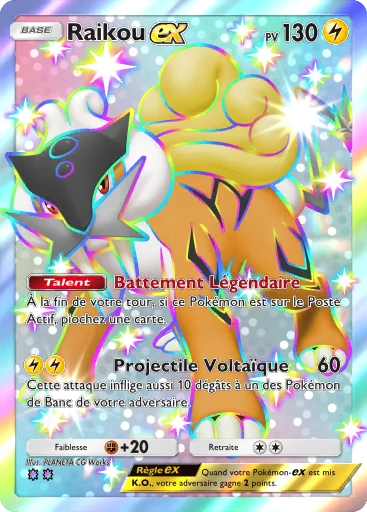 BASE
Raikou ex
PV 130
Talent Battement Légendaire
À la fin de votre tour, si ce Pokémon est sur le Poste
Actif, piochez une carte.
Projectile Voltaïque 60
Cette attaque inflige aussi 10 dégâts à un des Pokémon
de Banc de votre adversaire.
Faiblesse +20 Retraite
Illus. PLANETA CG Works
Règle ex Quand votre Pokémon-ex est mis
K.O., votre adversaire gagne 2 points.